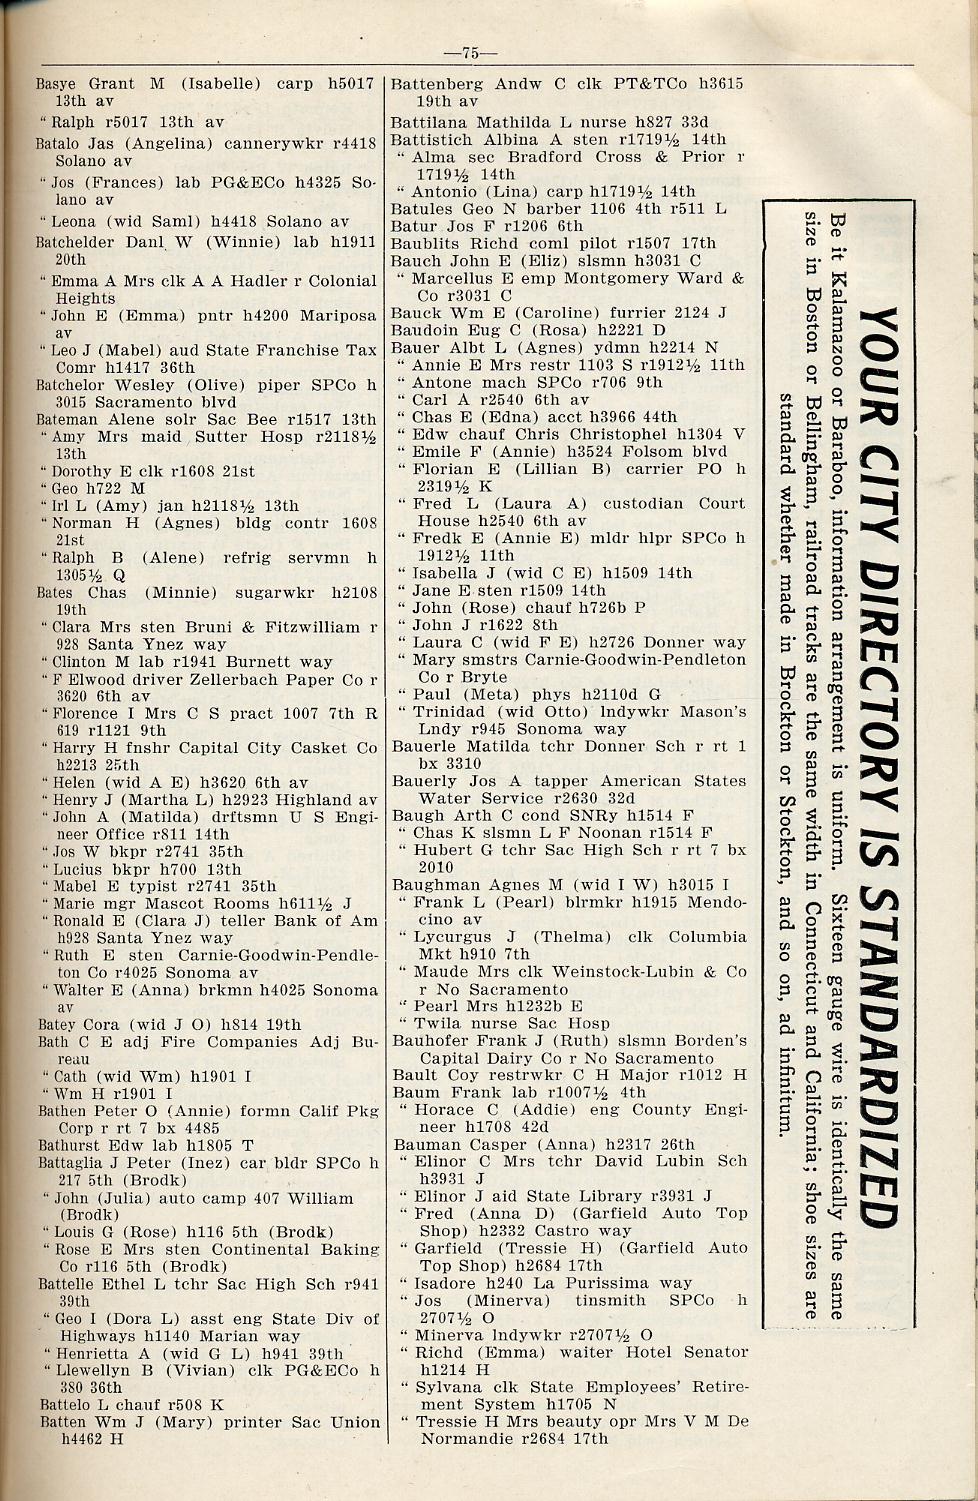 —75—
Basye Grant M (Isabelle) carp h5017
13th av
“ Ralph r5017 13th av
Batalo Jas (Angelina) cannerywkr r4418
Solano av
“ Jos (Frances) lab PG&ECo h4325 So-
lano av
“ Leona (wid Saml) h4418 Solano av
Batchelder Danl W (Winnie) lab h1911
20th
“ Emma A Mrs clk A A Hadler r Colonial
Heights
“ John E (Emma) pntr h4200 Mariposa
av
“ Leo J (Mabel) aud State Franchise Tax
Comr h1417 36th
Batchelor Wesley (Olive) piper SPCo h
3015 Sacramento blvd
Bateman Alene solr Sac Bee r1517 13th
“ Amy Mrs maid Sutter Hosp r2118½
13th
“ Dorothy E clk r1608 21st
“ Geo h722 M
“ Irl L (Amy) jan h2118½ 13th
“ Norman H (Agnes) bldg contr 1608
21st
“ Ralph B (Alene) refrig servmn h
1305½ Q
Bates Chas (Minnie) sugarwkr h2108
19th
“ Clara Mrs sten Bruni & Fitzwilliam r
928 Santa Ynez way
“ Clinton M lab r1941 Burnett way
“ F Elwood driver Zellerbach Paper Co r
3620 6th av
“ Florence I Mrs C S pract 1007 7th R
619 r1121 9th
“ Harry H fnshr Capital City Casket Co
h2213 25th
“ Helen (wid A E) h3620 6th av
“ Henry J (Martha L) h2923 Highland av
“ John A (Matilda) drftsmn U S Engi-
neer Office r811 14th
“ Jos W bkpr r2741 35th
“ Lucius bkpr h700 13th
“ Mabel E typist r2741 35th
“ Marie mgr Mascot Rooms h611½ J
“ Ronald E (Clara J) teller Bank of Am
h928 Santa Ynez way
“ Ruth E sten Carnie-Goodwin-Pendle-
ton Co r4025 Sonoma av
“ Walter E (Anna) brkmn h4025 Sonoma
av
Batey Cora (wid J O) h814 19th
Bath C E adj Fire Companies Adj Bu-
reau
“ Cath (wid Wm) h1901 I
“ Wm H r1901 I
Bathen Peter O (Annie) formn Calif Pkg
Corp r rt 7 bx 4485
Bathurst Edw lab h1805 T
Battaglia J Peter (Inez) car bldr SPCo h
217 5th (Brodk)
“ John (Julia) auto camp 407 William
(Brodk)
“ Louis G (Rose) h116 5th (Brodk)
“ Rose E Mrs sten Continental Baking
Co r116 5th (Brodk)
Battelle Ethel L tchr Sac High Sch r941
39th
“ Geo I (Dora L) asst eng State Div of
Highways h1140 Marian way
“ Henrietta A (wid G L) h941 39th
“ Llewellyn B (Vivian) clk PG&ECo h
380 36th
Battelo L chauf r508 K
Batten Wm J (Mary) printer Sac Union
h4462 H
Battenberg Andw C clk PT&TCo h3615
19th av
Battilana Mathilda L nurse h827 33d
Battistich Albina A sten r1719½ 14th
“ Alma sec Bradford Cross & Prior r
1719½ 14th
“ Antonio (Lina) carp h1719½ 14th
Batules Geo N barber 1106 4th r511 L
Batur Jos F r1206 6th
Baublits Richd coml pilot r1507 17th
Bauch John E (Eliz) slsmn h3031 C
“ Marcellus E emp Montgomery Ward &
Co r3031 C
Bauck Wm E (Caroline) furrier 2124 J
Baudoin Eug C (Rosa) h2221 D
Bauer Albt L (Agnes) ydmn h2214 N
“ Annie E Mrs restr 1103 S r1912½ 11th
“ Antone mach SPCo r706 9th
“ Carl A r2540 6th av
“ Chas E (Edna) acct h3966 44th
“ Edw chauf Chris Christophel h1304 V
“ Emile F (Annie) h3524 Folsom blvd
“ Florian E (Lillian B) carrier PO h
2319½ K
“ Fred L (Laura A) custodian Court
House h2540 6th av
“ Fredk E (Annie E) mldr hlpr SPCo h
1912½ 11th
“ Isabella J (wid C E) h1509 14th
“ Jane E sten r1509 14th
“ John (Rose) chauf h726b P
“ John J r1622 8th
“ Laura C (wid F E) h2726 Donner way
“ Mary smstrs Carnie-Goodwin-Pendleton
Co r Bryte
“ Paul (Meta) phys h2110d G
“ Trinidad (wid Otto) lndywkr Mason's
Lndy r945 Sonoma way
Bauerle Matilda tchr Donner Sch r rt 1
bx 3310
Bauerly Jos A tapper American States
Water Service r2630 32d
Baugh Arth C cond SNRy h1514 F
“ Chas K slsmn L F Noonan r1514 F
“ Hubert G tchr Sac High Sch r rt 7 bx
2010
Baughman Agnes M (wid I W) h3015 I
“ Frank L (Pearl) blrmkr h1915 Mendo-
cino av
“ Lycurgus J (Thelma) clk Columbia
Mkt h910 7th
“ Maude Mrs clk Weinstock-Lubin & Co
r No Sacramento
“ Pearl Mrs h1232b E
“ Twila nurse Sac Hosp
Bauhofer Frank J (Ruth) slsmn Borden's
Capital Dairy Co r No Sacramento
Bault Coy restrwkr C H Major r1012 H
Baum Frank lab r1007½ 4th
“ Horace C (Addie) eng County Engi-
neer h1708 42d
Bauman Casper (Anna) h2317 26th
“ Elinor C Mrs tchr David Lubin Sch
h3931 J
“ Elinor J aid State Library r3931 J
“ Fred (Anna D) (Garfield Auto Top
Shop) h2332 Castro way
“ Garfield (Tressie H) (Garfield Auto
Top Shop) h2684 17th
“ Isadore h240 La Purissima way
“ Jos (Minerva) tinsmith SPCo h
2707½ O
“ Minerva lndywkr r2707½ O
“ Richd (Emma) waiter Hotel Senator
h1214 H
“ Sylvana clk State Employees' Retire-
ment System h1705 N
“ Tressie H Mrs beauty opr Mrs V M De
Normandie r2684 17th
YOUR CITY DIRECTORY IS STANDARDIZED
Be it Kalamazoo or Baraboo, information arrangement is uniform. Sixteen gauge wire is identically the same
size in Boston or Bellingham, railroad tracks are the same width in Connecticut and California; shoe sizes are
standard whether made in Brockton or Stockton, and so on, ad infinitum.